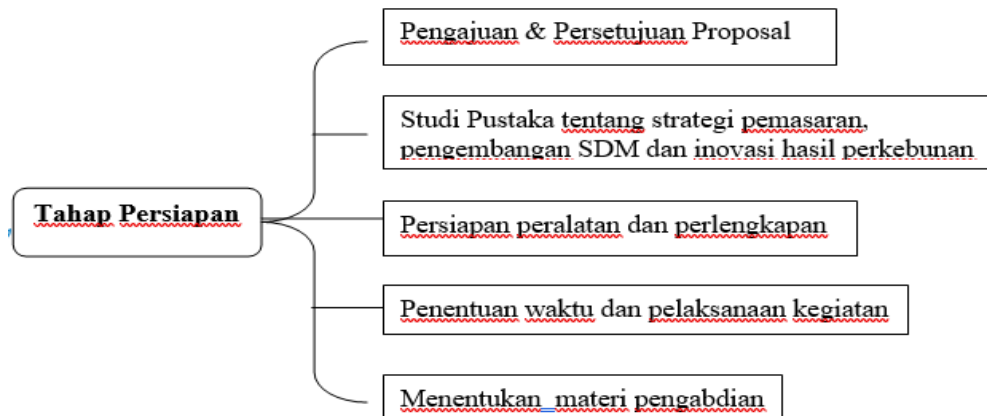 Pengajuan & Persetujuan Proposal
Studi Pustaka tentang strategi pemasaran,
pengembangan SDM dan inovasi hasil perkebunan
Tahap Persiapan
Persiapan peralatan dan perlengkapan
Penentuan waktu dan pelaksanaan kegiatan
Menentukan materi pengabdian